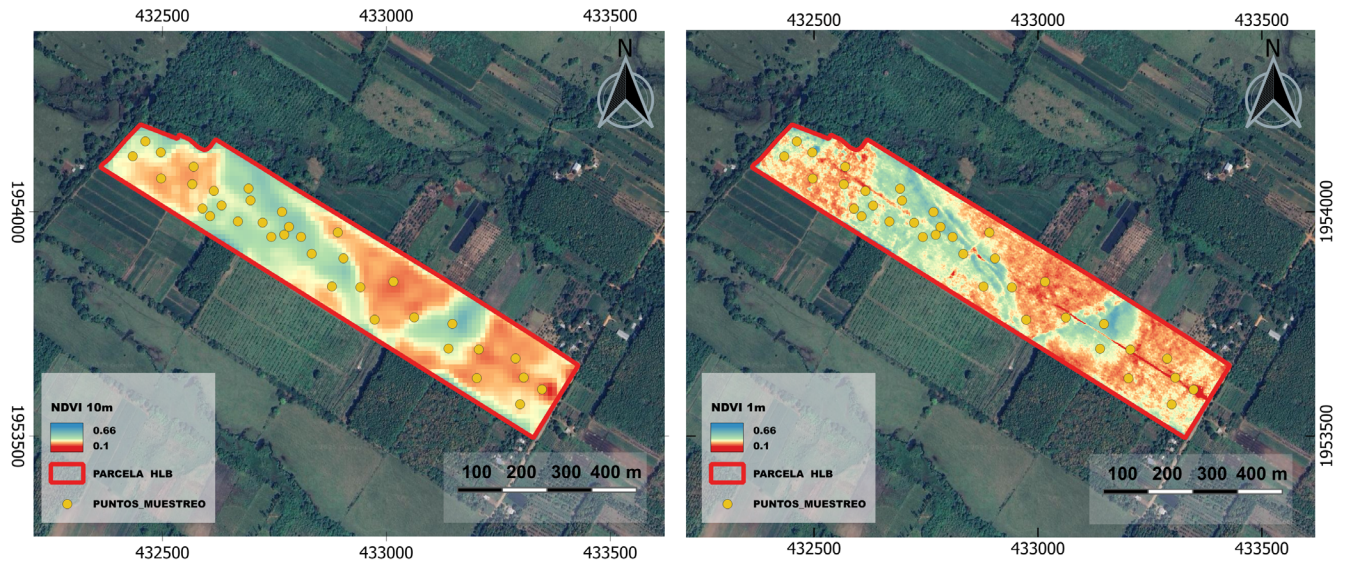 432500 433000 433500
N
1954000
1953500
NDVI 10m
0.66
0.1
PARCELA HLB
PUNTOS_MUESTREO
100 200 300 400 m
432500 433000 433500
432500 433000 433500
N
1954000
1953500
NDVI 1m
0.66
0.1
PARCELA HLB
PUNTOS_MUESTREO
100 200 300 400 m
432500 433000 433500